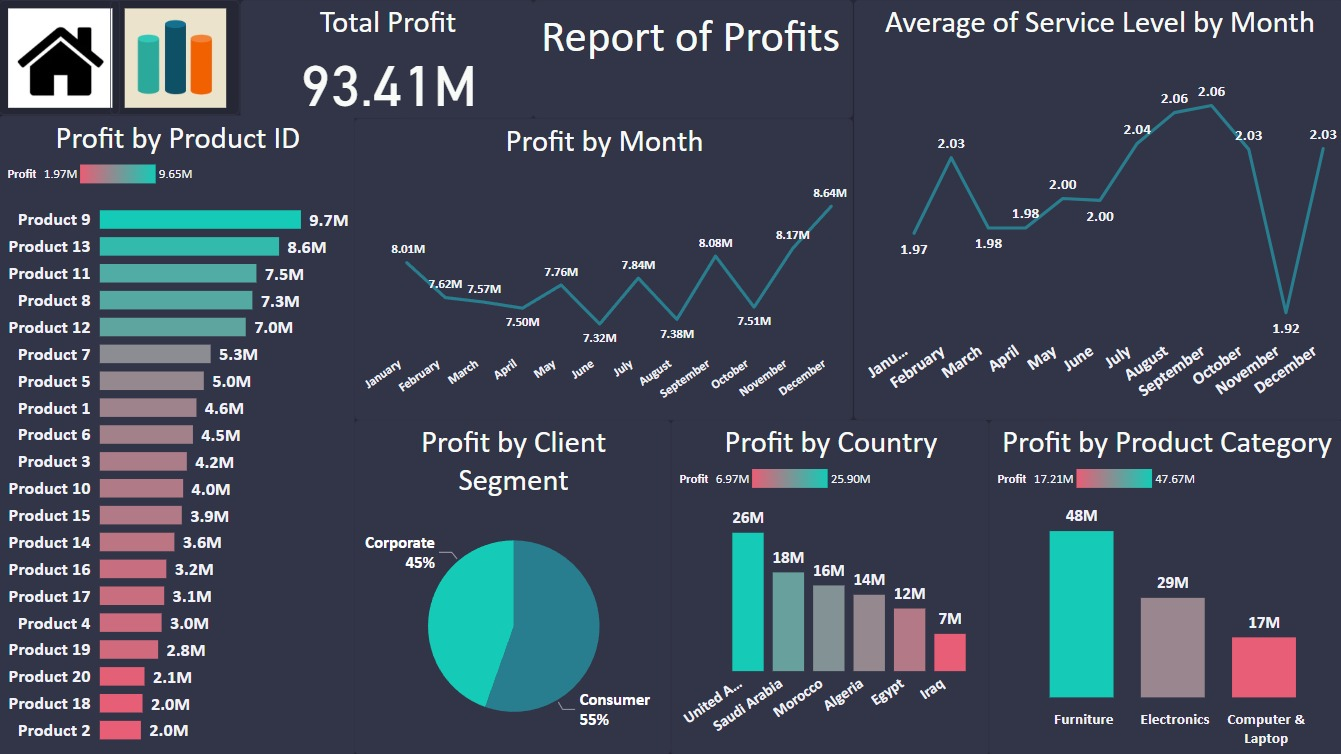 Total Profit
93.41M
Report of Profits
Average of Service Level by Month
1.97
2.03
1.98
1.98
2.00
2.00
2.04
2.06
2.06
2.03
1.92
2.03
Janu...
February
March
April
May
June
July
August
September
October
November
December
Profit by Product ID
Profit 1.97M 9.65M
Product 9 9.7M
Product 13 8.6M
Product 11 7.5M
Product 8 7.3M
Product 12 7.0M
Product 7 5.3M
Product 5 5.0M
Product 1 4.6M
Product 6 4.5M
Product 3 4.2M
Product 10 4.0M
Product 15 3.9M
Product 14 3.6M
Product 16 3.2M
Product 17 3.1M
Product 4 3.0M
Product 19 2.8M
Product 20 2.1M
Product 18 2.0M
Product 2 2.0M
Profit by Month
8.01M
7.62M
7.57M
7.50M
7.76M
7.32M
7.84M
7.38M
8.08M
7.51M
8.17M
8.64M
January
February
March
April
May
June
July
August
September
October
November
December
Profit by Client
Segment
Corporate
45%
Consumer
55%
Profit by Country
Profit 6.97M 25.90M
26M
18M
16M
14M
12M
7M
United A...
Saudi Arabia
Morocco
Algeria
Egypt
Iraq
Profit by Product Category
Profit 17.21M 47.67M
48M
29M
17M
Furniture
Electronics
Computer &
Laptop